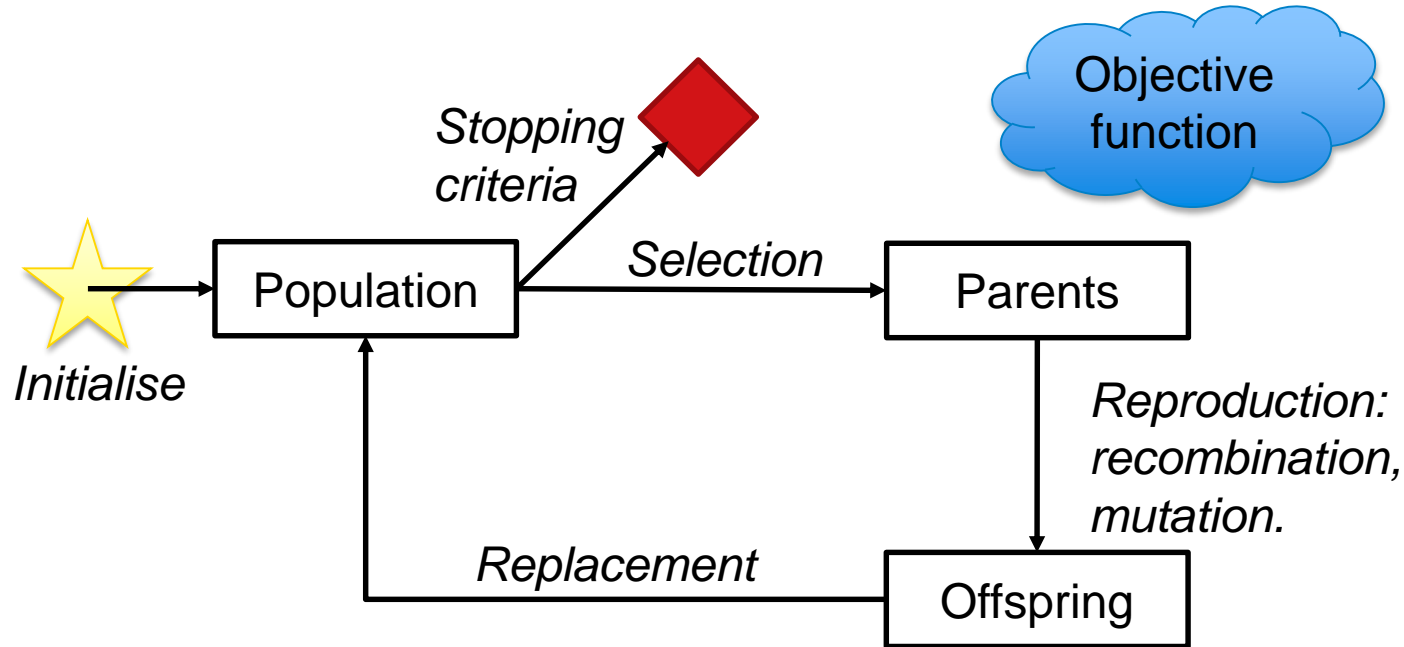 Objective
function
Stopping
criteria
Selection
Population
Parents
Initialise
Reproduction:
recombination,
mutation.
Replacement
Offspring